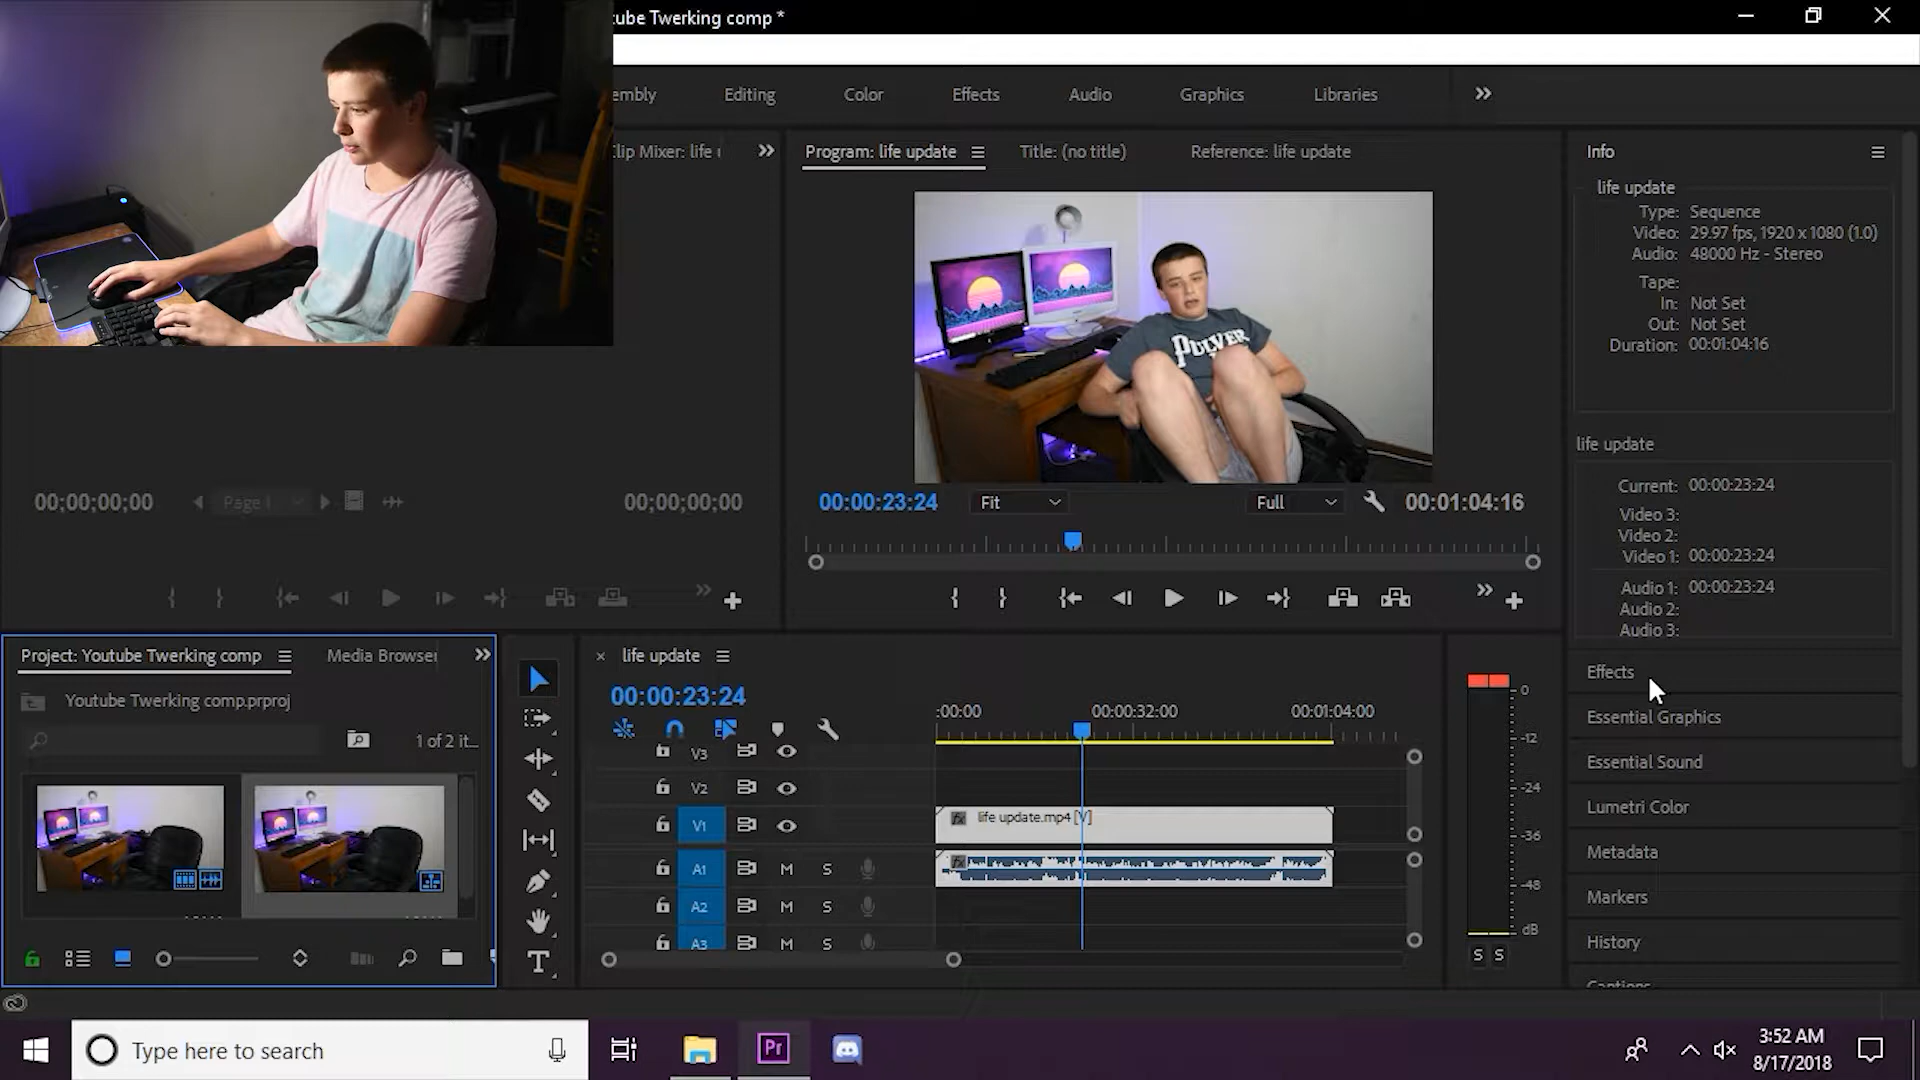 ube Twerking comp *
embly Editing Color Effects Audio Graphics Libraries
lip Mixer: life u
Program: life update
Title: (no title)
Reference: life update
PULVER
00;00;00;00
Page
00;00;00;00
00:00:23:24
Fit
Full
00:01:04:16
Info
life update
Type: Sequence
Video: 29.97 fps, 1920 x 1080 (1.0)
Audio: 48000 Hz - Stereo
Tape:
In: Not Set
Out: Not Set
Duration: 00:01:04:16
life update
Current: 00:00:23:24
Video 3:
Video 2:
Video 1: 00:00:23:24
Audio 1: 00:00:23:24
Audio 2:
Audio 3:
Effects
Essential Graphics
Essential Sound
Lumetri Color
Metadata
Markers
History
Captions
Project: Youtube Twerking comp
Media Browser
Youtube Twerking comp.prproj
1 of 2 it...
life update
00:00:23:24
:00:00 00:00:32:00 00:01:04:00
V3
V2
V1
life update.mp4 [V]
A1 M S
A2 M S
A3 M S
0
-12
-24
-36
-48
dB
S S
Type here to search
Pr
3:52 AM
8/17/2018